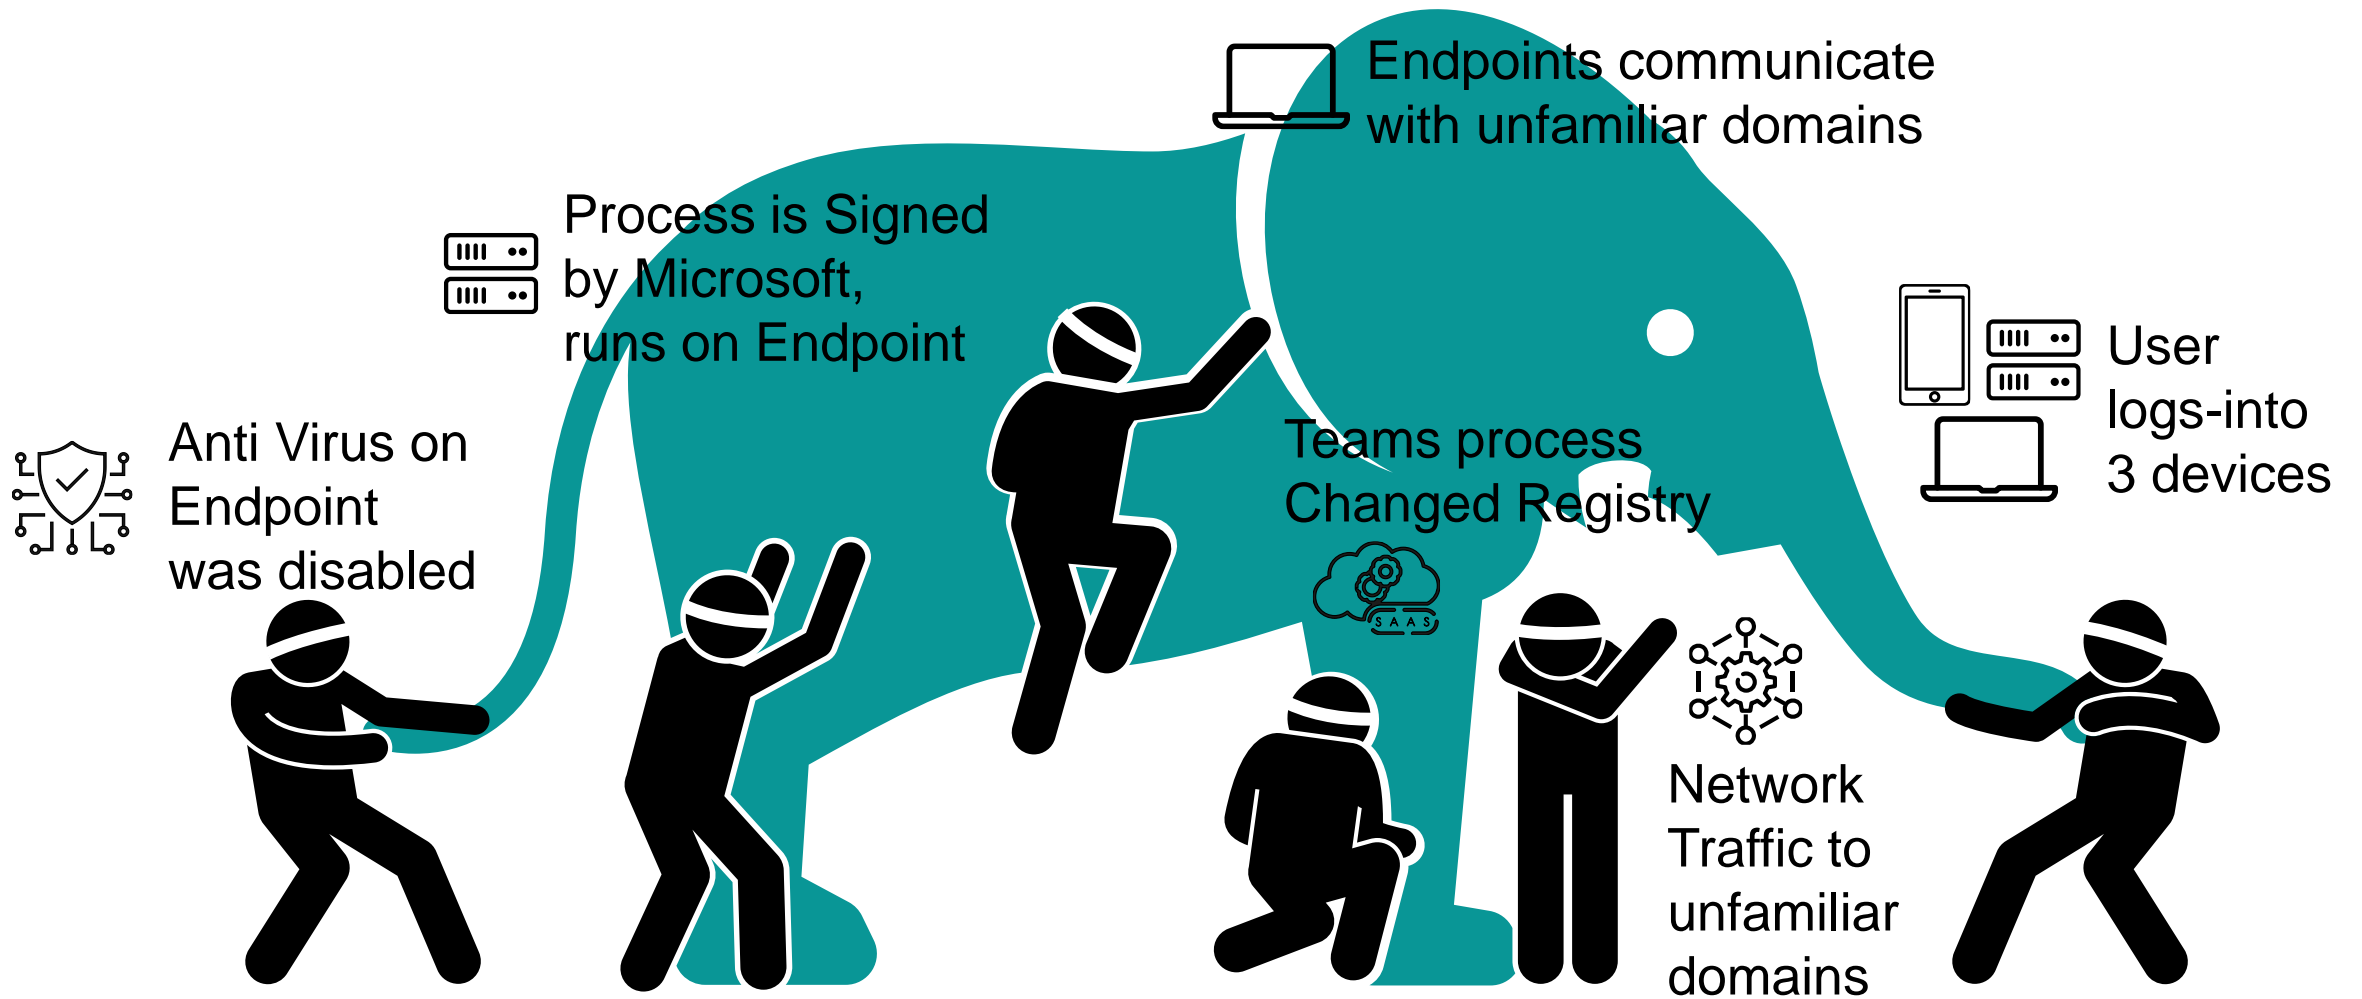 Endpoints communicate
with unfamiliar domains
Process is Signed
by Microsoft,
runs on Endpoint
User
logs-into
3 devices
Anti Virus on
Endpoint
was disabled
Teams process
Changed Registry
SAAS
Network
Traffic to
unfamiliar
domains